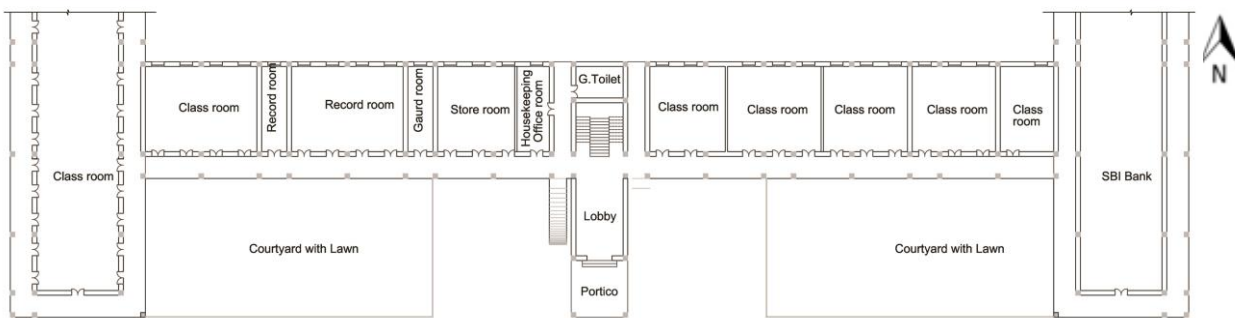 Class room
Record room
Record room
Gaurd room
Store room
Housekeeping
Office room
G.Toilet
Class room
Class room
Class room
Class room
Class
room
N
Class room
SBI Bank
Lobby
Courtyard with Lawn
Courtyard with Lawn
Portico